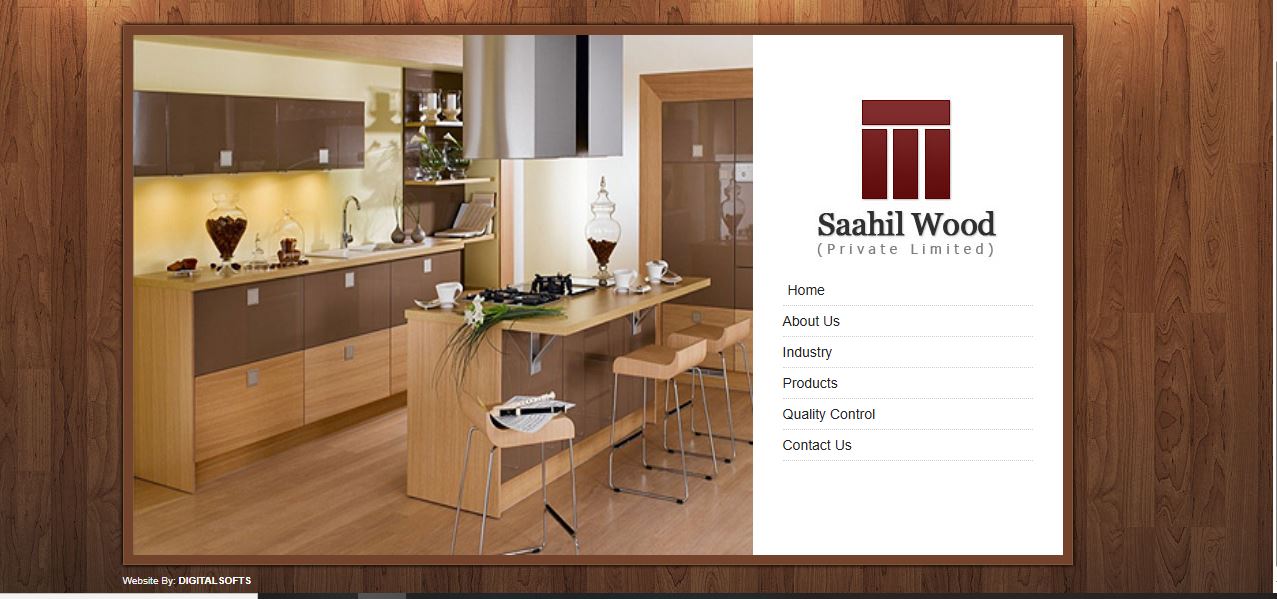 Saahil Wood
(Private Limited)
Home
About Us
Industry
Products
Quality Control
Contact Us
Website By: DIGITALSOFTS